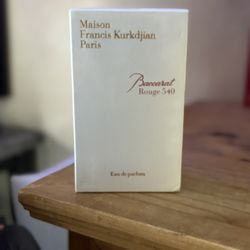 Maison
Francis Kurkdjian
Paris
Baccarat
Rouge 540
Eau de parfum